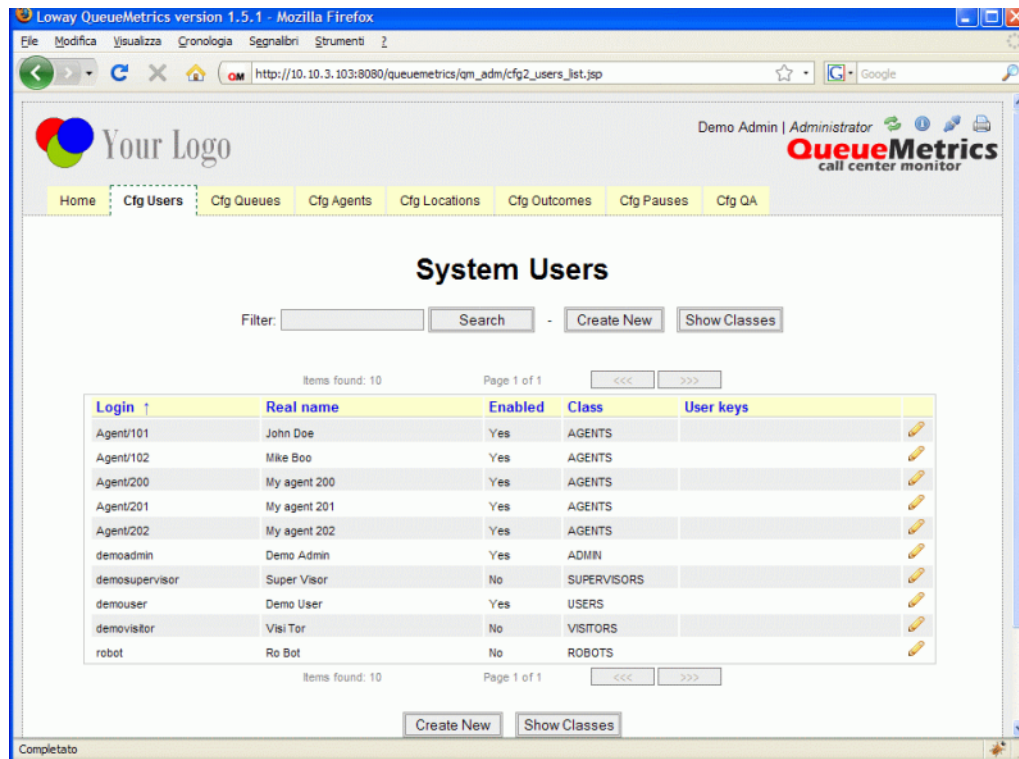 Loway QueueMetrics version 1.5.1 - Mozilla Firefox
File Modifica Visualizza Cronologia Segnalibri Strumenti ?
OM http://10.10.3.103:8080/queuemetrics/qm_adm/cfg2_users_list.jsp G Google
Your Logo
Demo Admin | Administrator
QueueMetrics
call center monitor
Home Cfg Users Cfg Queues Cfg Agents Cfg Locations Cfg Outcomes Cfg Pauses Cfg QA
System Users
Filter: Search - Create New Show Classes
Items found: 10 Page 1 of 1 <<< >>>
Login ↑ Real name Enabled Class User keys
Agent/101 John Doe Yes AGENTS
Agent/102 Mike Boo Yes AGENTS
Agent/200 My agent 200 Yes AGENTS
Agent/201 My agent 201 Yes AGENTS
Agent/202 My agent 202 Yes AGENTS
demoadmin Demo Admin Yes ADMIN
demosupervisor Super Visor No SUPERVISORS
demouser Demo User Yes USERS
demovisitor Visi Tor No VISITORS
robot Ro Bot No ROBOTS
Items found: 10 Page 1 of 1 <<< >>>
Create New Show Classes
Completato